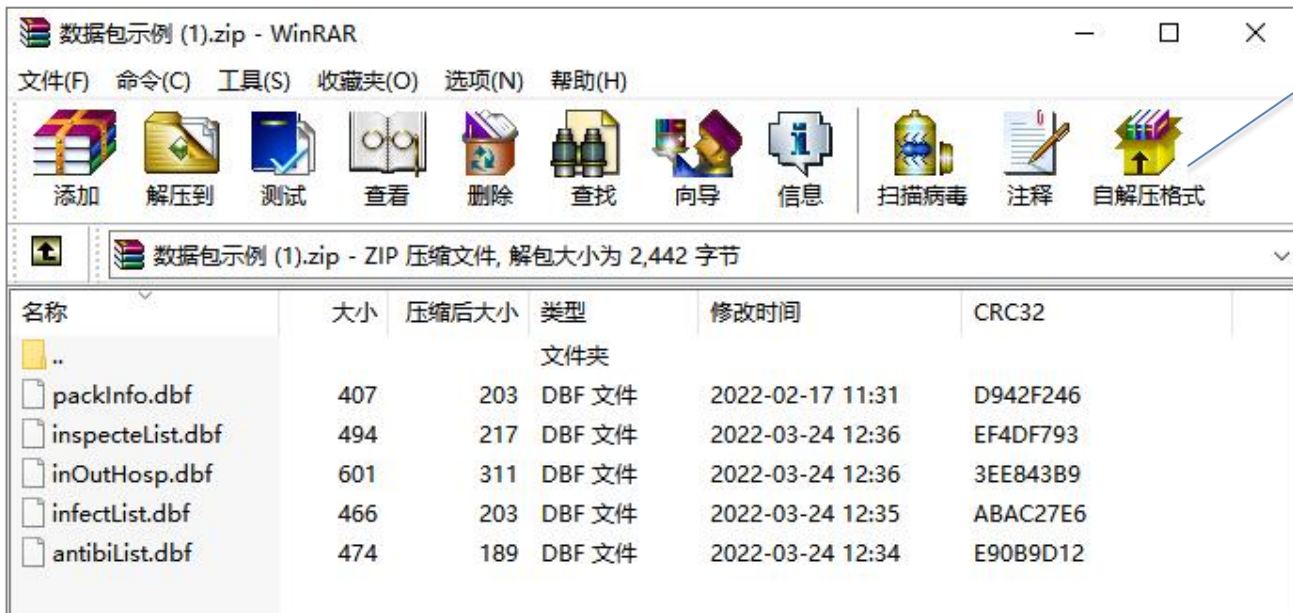 数据包示例 (1).zip - WinRAR
文件(F) 命令(C) 工具(S) 收藏夹(O) 选项(N) 帮助(H)
添加 解压到 测试 查看 删除 查找 向导 信息 扫描病毒 注释 自解压格式
数据包示例 (1).zip - ZIP 压缩文件, 解包大小为 2,442 字节
名称 大小 压缩后大小 类型 修改时间 CRC32
.. 文件夹
packInfo.dbf 407 203 DBF 文件 2022-02-17 11:31 D942F246
inspecteList.dbf 494 217 DBF 文件 2022-03-24 12:36 EF4DF793
inOutHosp.dbf 601 311 DBF 文件 2022-03-24 12:36 3EE843B9
infectList.dbf 466 203 DBF 文件 2022-03-24 12:35 ABAC27E6
antibiList.dbf 474 189 DBF 文件 2022-03-24 12:34 E90B9D12